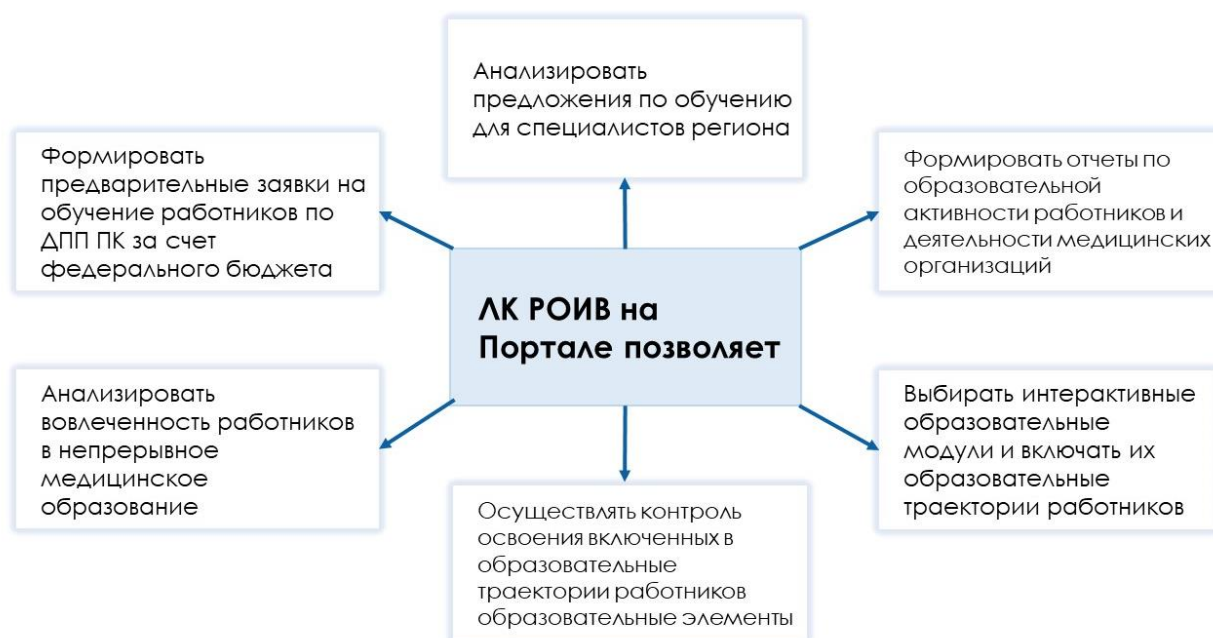 Анализировать
предложения по обучению
для специалистов региона
Формировать
предварительные заявки на
обучение работников по
ДПП ПК за счет
федерального бюджета
Формировать отчеты по
образовательной
активности работников и
деятельности медицинских
организаций
ЛК РОИВ на
Портале позволяет
Анализировать
вовлеченность работников
в непрерывное
медицинское
образование
Выбирать интерактивные
образовательные
модули и включать их
образовательные
траектории работников
Осуществлять контроль
освоения включенных в
образовательные
траектории работников
образовательные элементы